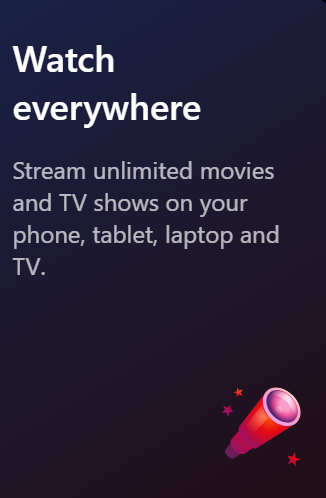 Watch
everywhere
Stream unlimited movies
and TV shows on your
phone, tablet, laptop and
TV.